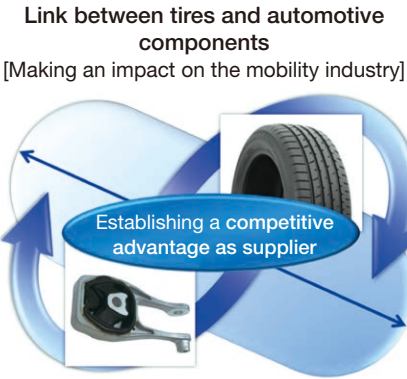 Link between tires and automotive
components
[Making an impact on the mobility industry]
Establishing a competitive
advantage as supplier